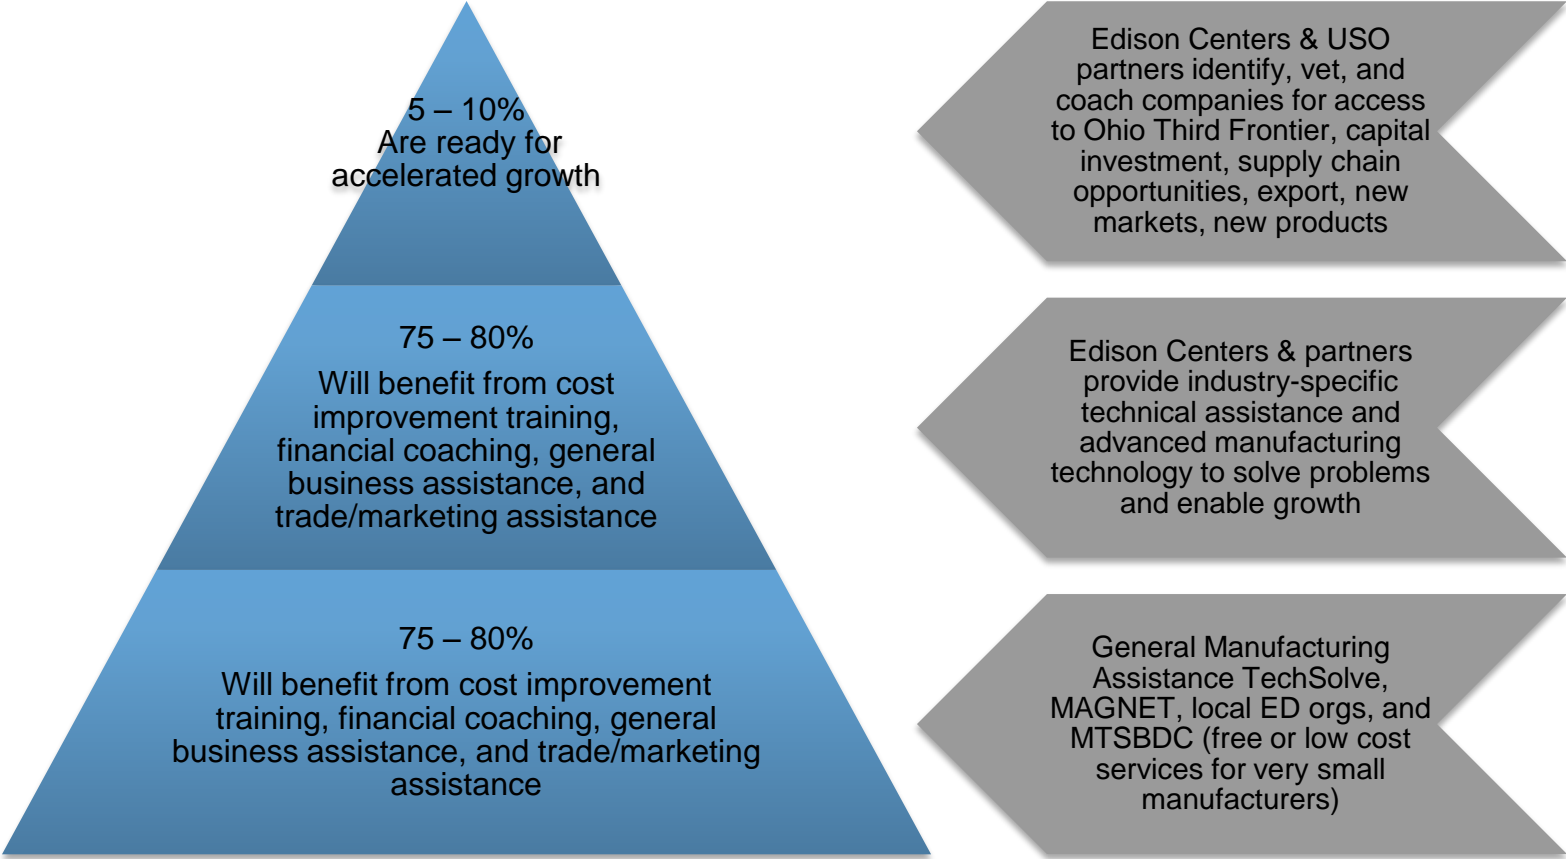 5 – 10%
Are ready for
accelerated growth
Edison Centers & USO
partners identify, vet, and
coach companies for access
to Ohio Third Frontier, capital
investment, supply chain
opportunities, export, new
markets, new products
75 – 80%
Will benefit from cost
improvement training,
financial coaching, general
business assistance, and
trade/marketing assistance
Edison Centers & partners
provide industry-specific
technical assistance and
advanced manufacturing
technology to solve problems
and enable growth
75 – 80%
Will benefit from cost improvement
training, financial coaching, general
business assistance, and trade/marketing
assistance
General Manufacturing
Assistance TechSolve,
MAGNET, local ED orgs, and
MTSBDC (free or low cost
services for very small
manufacturers)